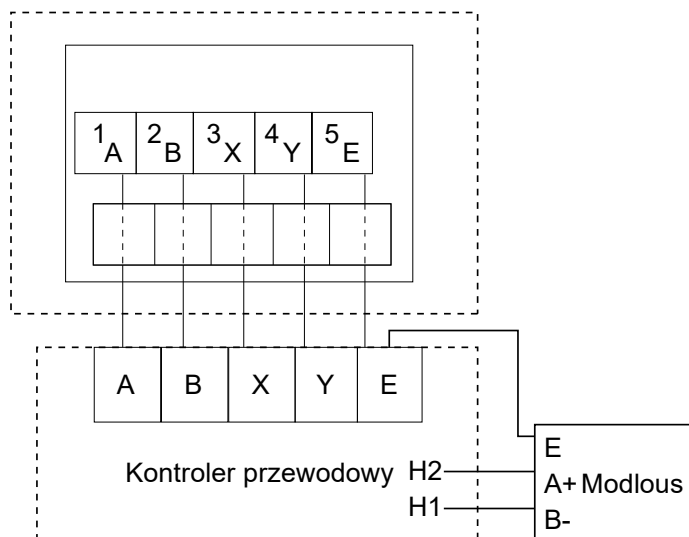 1A 2B 3X 4Y 5E
A B X Y E
E
Kontroler przewodowy H2
A+ Modlous
H1
B-